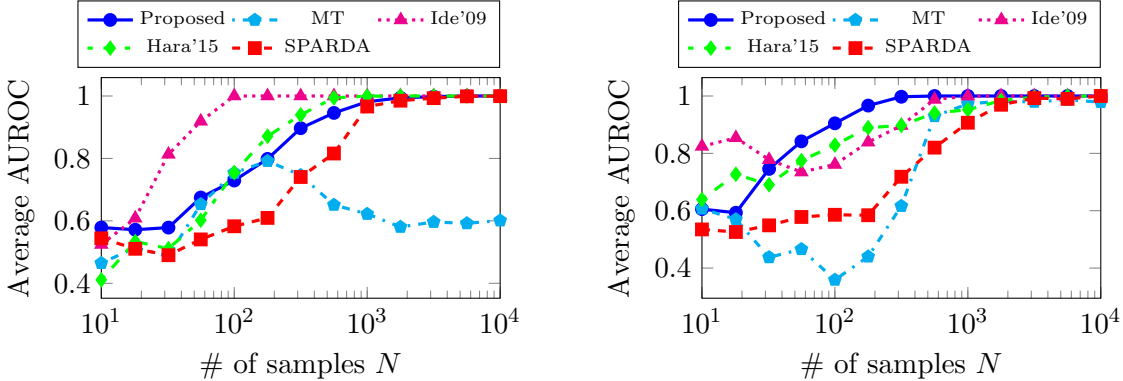 Proposed MT Ide'09
Hara'15 SPARDA
1
0.8
0.6
0.4
Average AUROC
10^1 10^2 10^3 10^4
# of samples N
Proposed MT Ide'09
Hara'15 SPARDA
1
0.8
0.6
0.4
Average AUROC
10^1 10^2 10^3 10^4
# of samples N